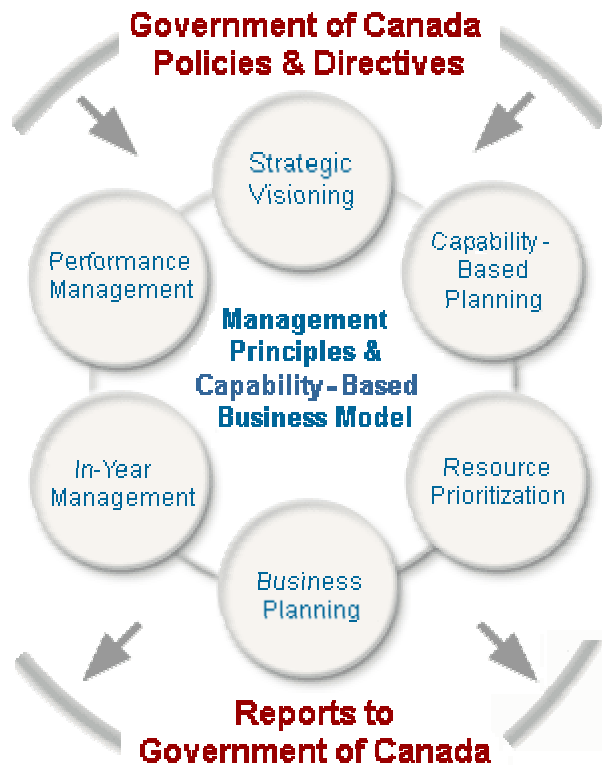 Government of Canada
Policies & Directives
Strategic
Visioning
Capability-
Based
Planning
Performance
Management
Management
Principles &
Capability-Based
Business Model
In-Year
Management
Resource
Prioritization
Business
Planning
Reports to
Government of Canada